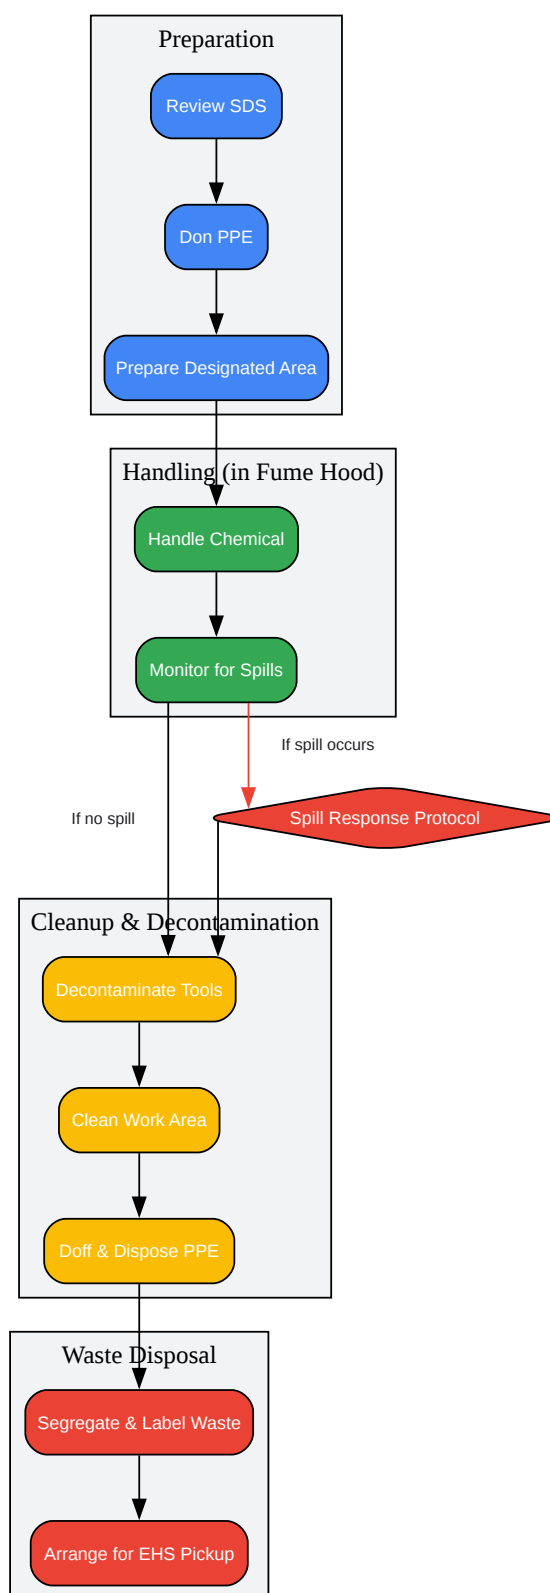 Preparation
Review SDS
Don PPE
Prepare Designated Area
Handling (in Fume Hood)
Handle Chemical
Monitor for Spills
If spill occurs
If no spill
Spill Response Protocol
Cleanup & Decontamination
Decontaminate Tools
Clean Work Area
Doff & Dispose PPE
Waste Disposal
Segregate & Label Waste
Arrange for EHS Pickup